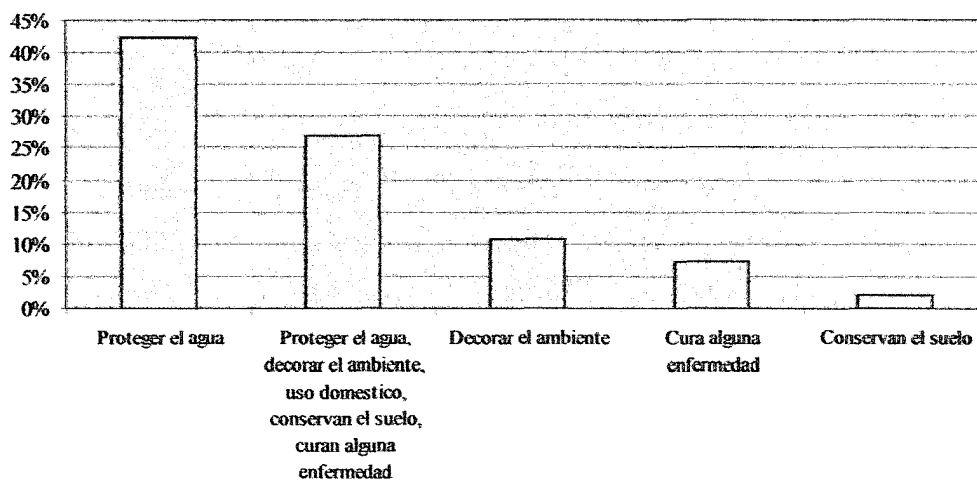 45%
40%
35%
30%
25%
20%
15%
10%
5%
0%
Proteger el agua
Proteger el agua,
decorar el ambiente,
uso domestico,
conservan el suelo,
curan alguna
enfermedad
Decorar el ambiente
Cura alguna
enfermedad
Conservan el suelo